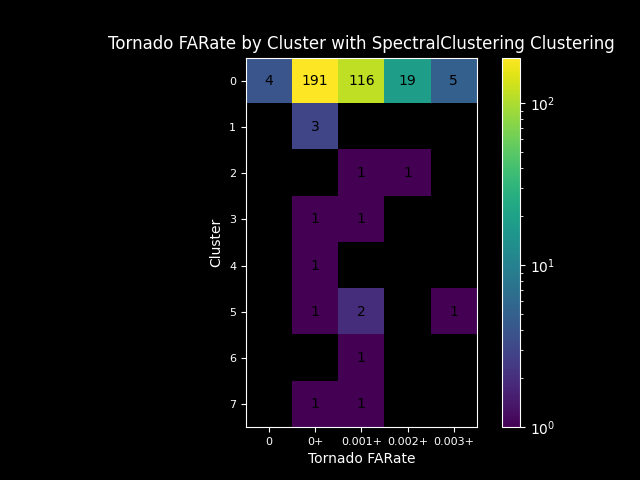 Tornado FARate by Cluster with SpectralClustering Clustering
0 4 191 116 19 5
1 3
2 1 1
3 1 1
4 1
5 1 2 1
6 1
7 1 1
Cluster
0 0+ 0.001+ 0.002+ 0.003+
Tornado FARate
10²
10¹
10⁰